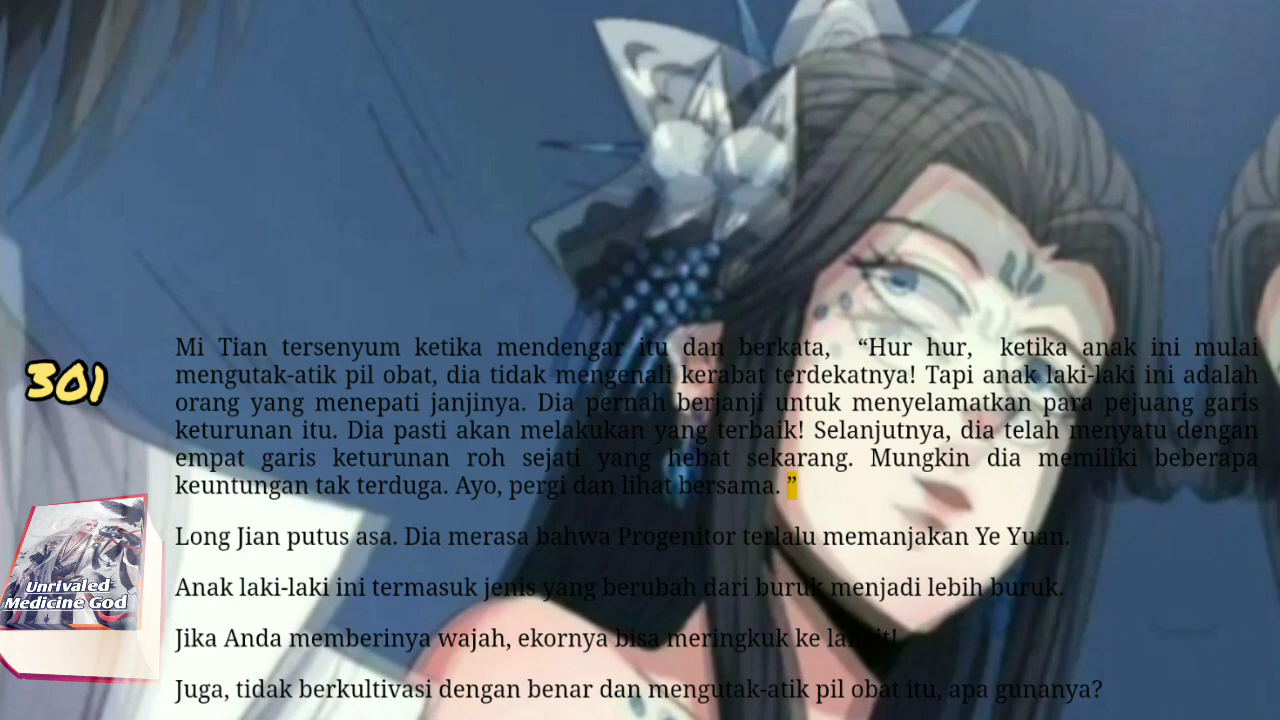 Mi Tian tersenyum ketika mendengar itu dan berkata, “Hur hur, ketika anak ini mulai
mengutak-atik pil obat, dia tidak mengenali kerabat terdekatnya! Tapi anak laki-laki ini adalah
orang yang menepati janjinya. Dia pernah berjanji untuk menyelamatkan para pejuang garis
keturunan itu. Dia pasti akan melakukan yang terbaik! Selanjutnya, dia telah menyatu dengan
empat garis keturunan roh sejati yang hebat sekarang. Mungkin dia memiliki beberapa
keuntungan tak terduga. Ayo, pergi dan lihat bersama. ”
301
Long Jian putus asa. Dia merasa bahwa Progenitor terlalu memanjakan Ye Yuan.
Anak laki-laki ini termasuk jenis yang berubah dari buruk menjadi lebih buruk.
Unrivaled
Medicine God
Jika Anda memberinya wajah, ekornya bisa meringkuk ke langit!
Juga, tidak berkultivasi dengan benar dan mengutak-atik pil obat itu, apa gunanya?